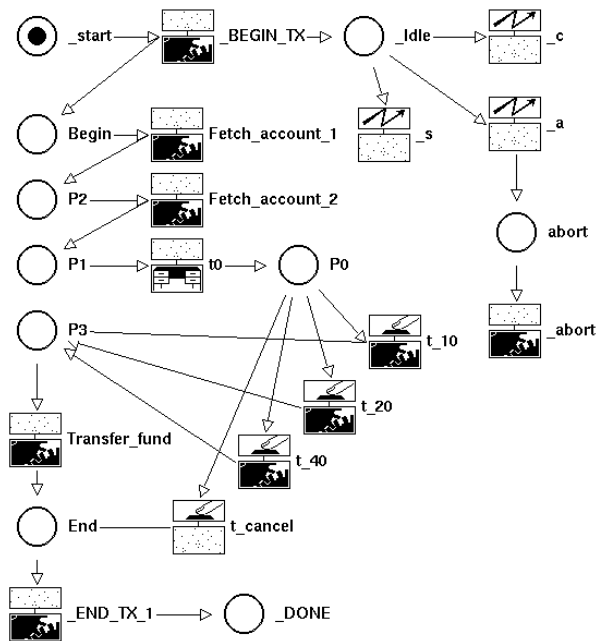 _start
_BEGIN_TX
_Idle
_c
Begin
Fetch_account_1
_s
_a
P2
Fetch_account_2
P1
t0
P0
abort
P3
t_10
_abort
t_20
Transfer_fund
t_40
End
t_cancel
_END_TX_1
_DONE